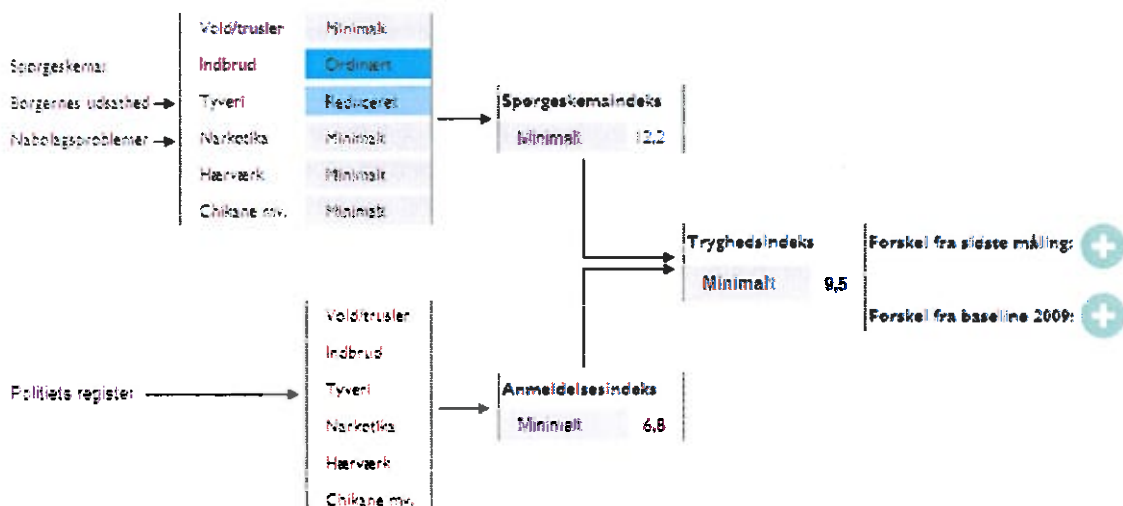 Vold/trusler Minimalt
Spørgeskema: Indbrud Ordinært
Borgernes udsathed Tyveri Reduceret
Nabolagsproblemer Narkotika Minimalt
Hærværk Minimalt
Chikane mv. Minimalt
Spørgeskemaindeks
Minimalt 12,2
Politiets register
Vold/trusler
Indbrud
Tyveri
Narkotika
Hærværk
Chikane mv.
Anmeldelsesindeks
Minimalt 6,8
Tryghedsindeks
Minimalt 9,5
Forskel fra sidste måling:
Forskel fra baseline 2009: